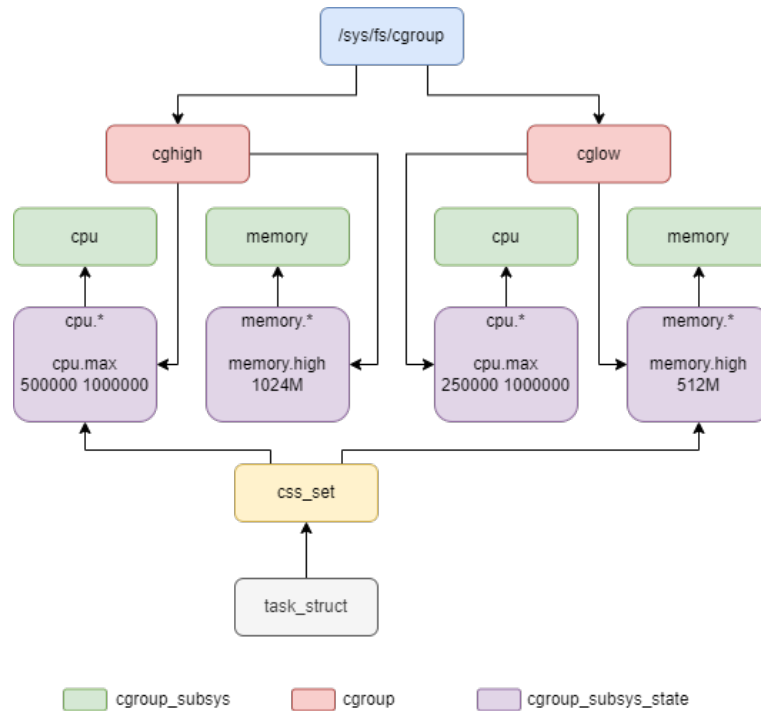 /sys/fs/cgroup
cghigh
cglow
cpu
memory
cpu
memory
cpu.*
cpu.max
500000 1000000
memory.*
memory.high
1024M
cpu.*
cpu.max
250000 1000000
memory.*
memory.high
512M
css_set
task_struct
cgroup_subsys
cgroup
cgroup_subsys_state